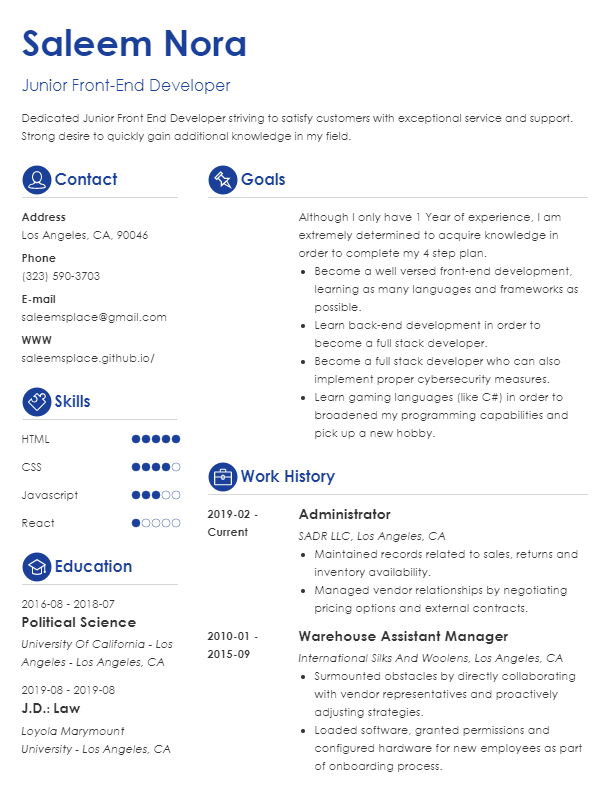 Saleem Nora
Junior Front-End Developer
Dedicated Junior Front End Developer striving to satisfy customers with exceptional service and support.
Strong desire to quickly gain additional knowledge in my field.
Contact
Address
Los Angeles, CA, 90046
Phone
(323) 590-3703
E-mail
saleemsplace@gmail.com
WWW
saleemsplace.github.io/
Skills
HTML
CSS
Javascript
React
Education
2016-08 - 2018-07
Political Science
University Of California - Los
Angeles - Los Angeles, CA
2019-08 - 2019-08
J.D.: Law
Loyola Marymount
University - Los Angeles, CA
Goals
Although I only have 1 Year of experience, I am
extremely determined to acquire knowledge in
order to complete my 4 step plan.
• Become a well versed front-end development,
learning as many languages and frameworks as
possible.
• Learn back-end development in order to
become a full stack developer.
• Become a full stack developer who can also
implement proper cybersecurity measures.
• Learn gaming languages (like C#) in order to
broadened my programming capabilities and
pick up a new hobby.
Work History
2019-02 -
Current
Administrator
SADR LLC, Los Angeles, CA
• Maintained records related to sales, returns and
inventory availability.
• Managed vendor relationships by negotiating
pricing options and external contracts.
2010-01 -
2015-09
Warehouse Assistant Manager
International Silks And Woolens, Los Angeles, CA
• Surmounted obstacles by directly collaborating
with vendor representatives and proactively
adjusting strategies.
• Loaded software, granted permissions and
configured hardware for new employees as part
of onboarding process.